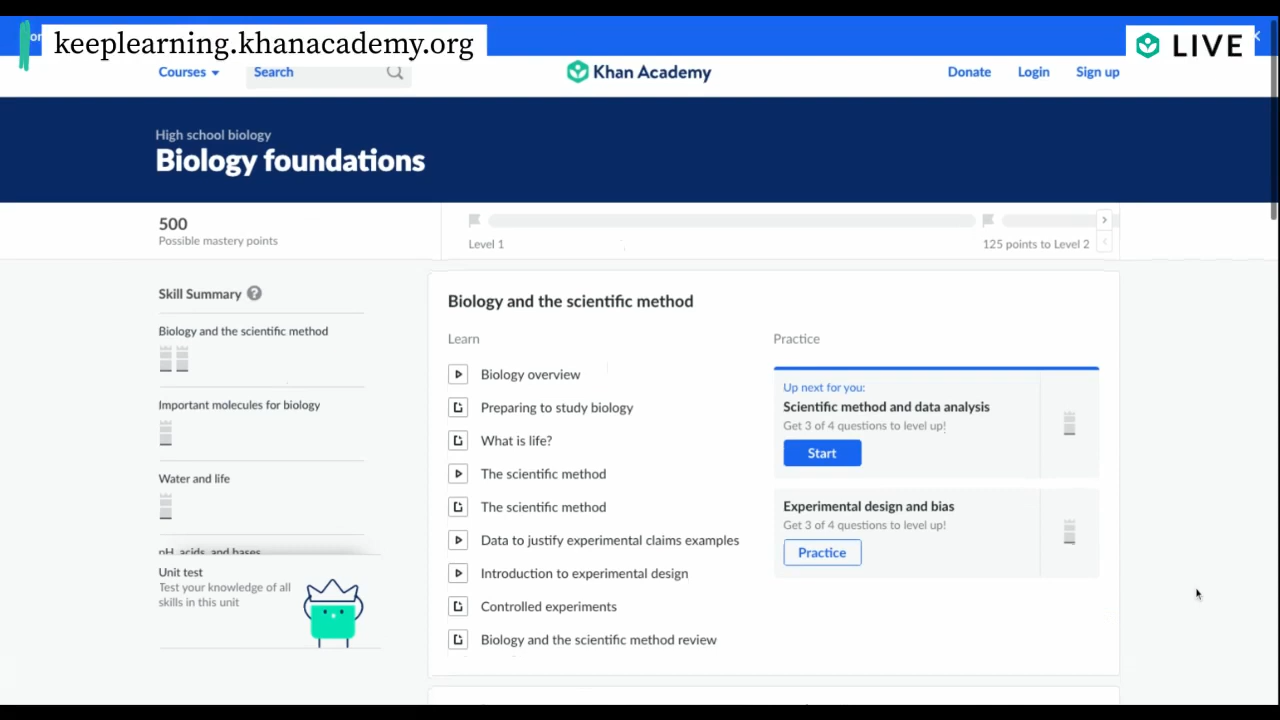 keeplearning.khanacademy.org
LIVE
Courses
Search
Khan Academy
Donate
Login
Sign up
High school biology
Biology foundations
500
Possible mastery points
Level 1
125 points to Level 2
Skill Summary ?
Biology and the scientific method
Important molecules for biology
Water and life
pH, acids, and bases
Unit test
Test your knowledge of all
skills in this unit
Biology and the scientific method
Learn
Biology overview
Preparing to study biology
What is life?
The scientific method
The scientific method
Data to justify experimental claims examples
Introduction to experimental design
Controlled experiments
Biology and the scientific method review
Practice
Up next for you:
Scientific method and data analysis
Get 3 of 4 questions to level up!
Start
Experimental design and bias
Get 3 of 4 questions to level up!
Practice